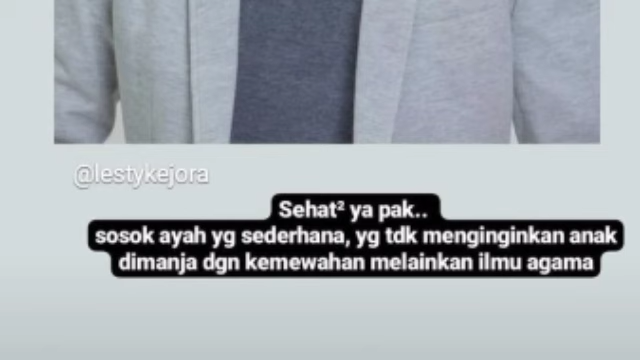 @lestykejora
Sehat² ya pak..
sosok ayah yg sederhana, yg tdk menginginkan anak
dimanja dgn kemewahan melainkan ilmu agama